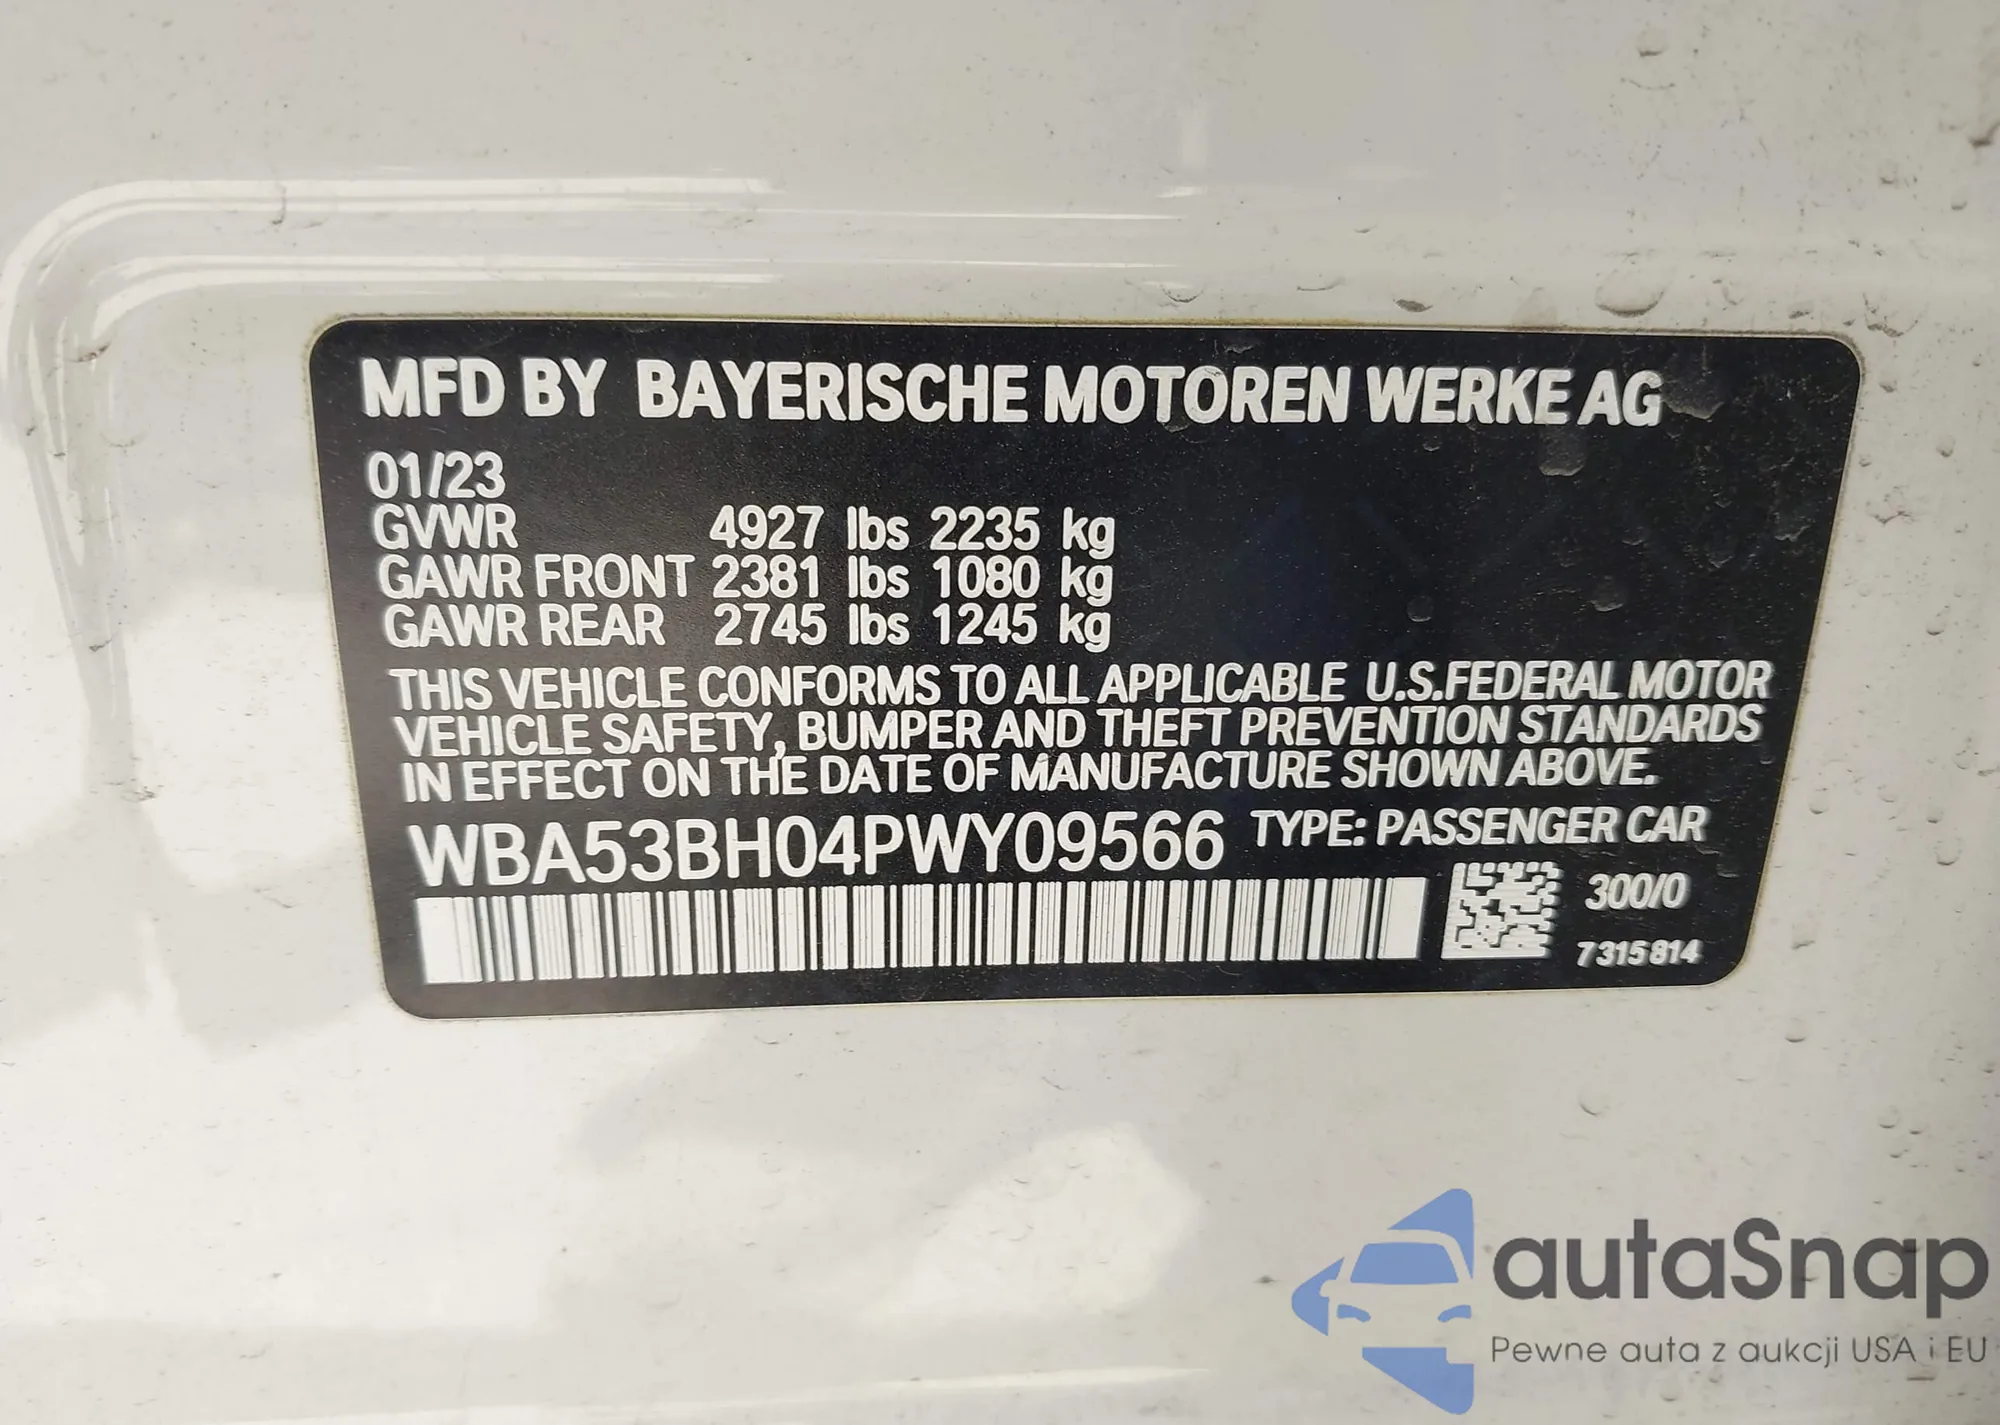 MFD BY BAYERISCHE MOTOREN WERKE AG
01/23
GVWR 4927 lbs 2235 kg
GAWR FRONT 2381 lbs 1080 kg
GAWR REAR 2745 lbs 1245 kg
THIS VEHICLE CONFORMS TO ALL APPLICABLE U.S.FEDERAL MOTOR
VEHICLE SAFETY, BUMPER AND THEFT PREVENTION STANDARDS
IN EFFECT ON THE DATE OF MANUFACTURE SHOWN ABOVE.
WBA53BH04PWY09566 TYPE: PASSENGER CAR
300/0
7315814
autaSnap
Pewne auta z aukcji USA i EU